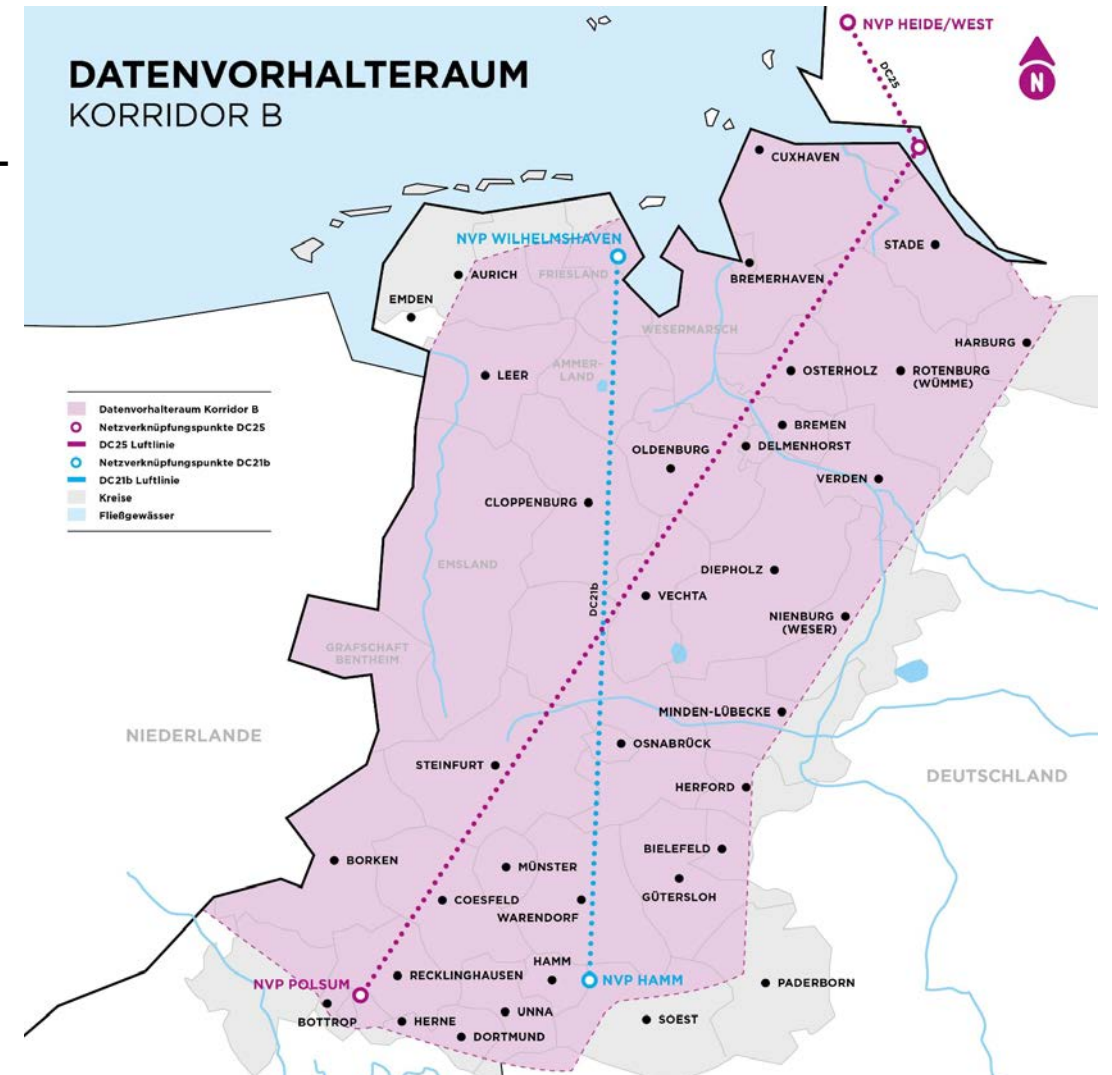 DATENVORHALTERAUM
KORRIDOR B
NVP HEIDE/WEST
DC25
N
CUXHAVEN
STADE
NVP WILHELMSHAVEN
AURICH
FRIESLAND
BREMERHAVEN
EMDEN
WESERMARSCH
HARBURG
LEER
AMMER-
LAND
OSTERHOLZ
ROTENBURG
(WÜMME)
Datenvorhalteraum Korridor B
Netzverknüpfungspunkte DC25
DC25 Luftlinie
Netzverknüpfungspunkte DC21b
DC21b Luftlinie
Kreise
Fließgewässer
BREMEN
OLDENBURG
DELMENHORST
VERDEN
CLOPPENBURG
EMSLAND
DIEPHOLZ
DC21b
VECHTA
NIENBURG
(WESER)
GRAFSCHAFT
BENTHEIM
MINDEN-LÜBECKE
NIEDERLANDE
OSNABRÜCK
STEINFURT
DEUTSCHLAND
HERFORD
BIELEFELD
BORKEN
MÜNSTER
GÜTERSLOH
COESFELD
WARENDORF
HAMM
RECKLINGHAUSEN
NVP POLSUM
NVP HAMM
PADERBORN
BOTTROP
HERNE
UNNA
SOEST
DORTMUND